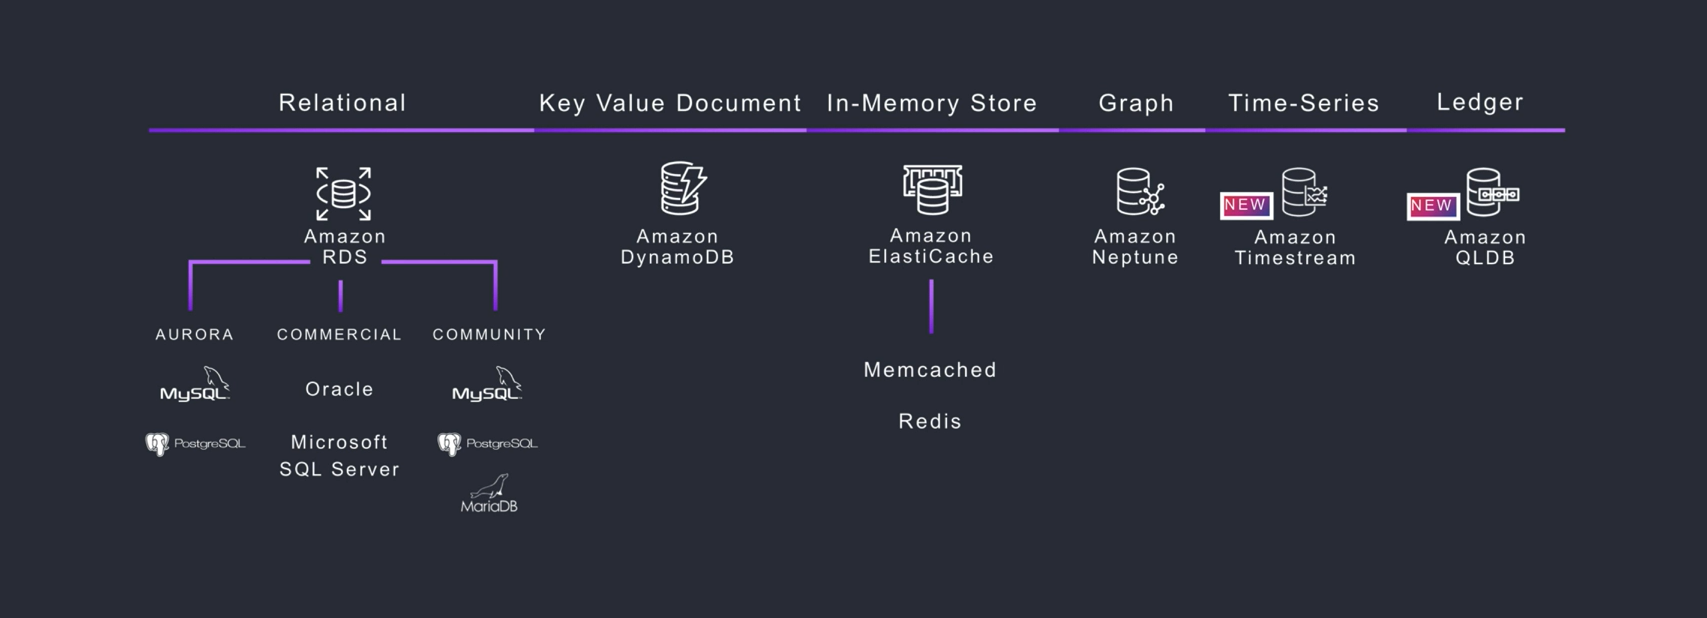 Relational
Key Value Document
In-Memory Store
Graph
Time-Series
Ledger
Amazon
RDS
Amazon
DynamoDB
Amazon
ElastiCache
Amazon
Neptune
NEW
Amazon
Timestream
NEW
Amazon
QLDB
AURORA
COMMERCIAL
COMMUNITY
MySQL
PostgreSQL
Oracle
Microsoft
SQL Server
MySQL
PostgreSQL
MariaDB
Memcached
Redis